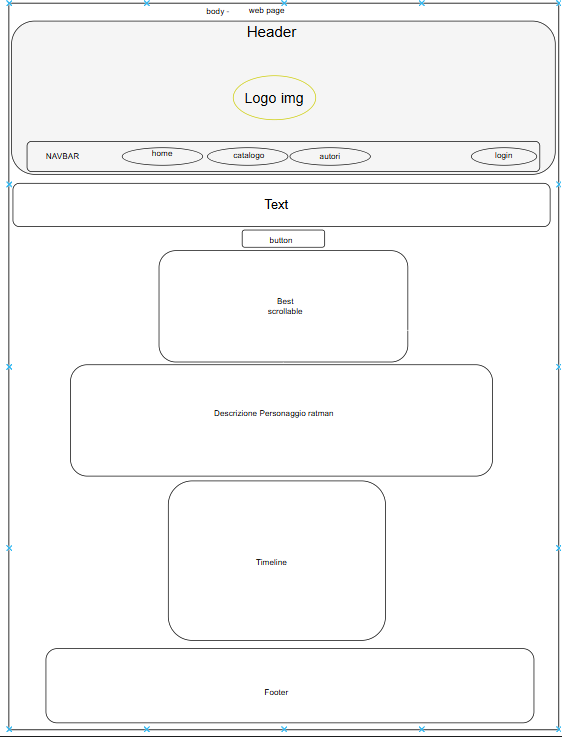 body - web page
Header
Logo img
NAVBAR home catalogo autori login
Text
button
Best
scrollable
Descrizione Personaggio ratman
Timeline
Footer